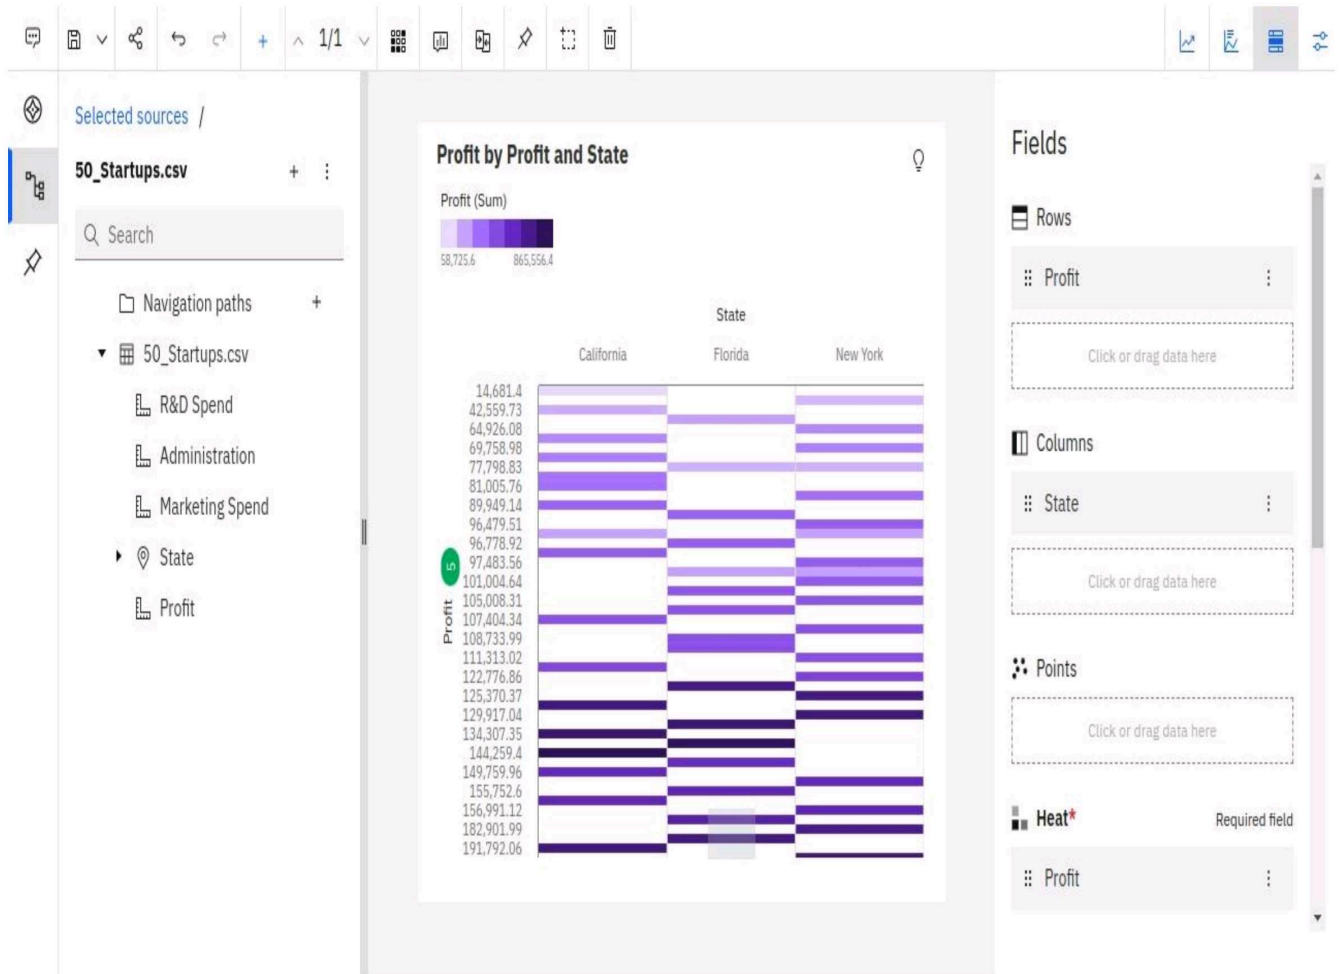 1/1
Selected sources /
50_Startups.csv
Search
Navigation paths
50_Startups.csv
R&D Spend
Administration
Marketing Spend
State
Profit
Profit by Profit and State
Profit (Sum)
58,725.6 865,556.4
State
California Florida New York
14,681.4
42,559.73
64,926.08
69,758.98
77,798.83
81,005.76
89,949.14
96,479.51
96,778.92
97,483.56
101,004.64
105,008.31
107,404.34
108,733.99
111,313.02
122,776.86
125,370.37
129,917.04
134,307.35
144,259.4
149,759.96
155,752.6
156,991.12
182,901.99
191,792.06
Profit 5
Fields
Rows
Profit
Click or drag data here
Columns
State
Click or drag data here
Points
Click or drag data here
Heat* Required field
Profit